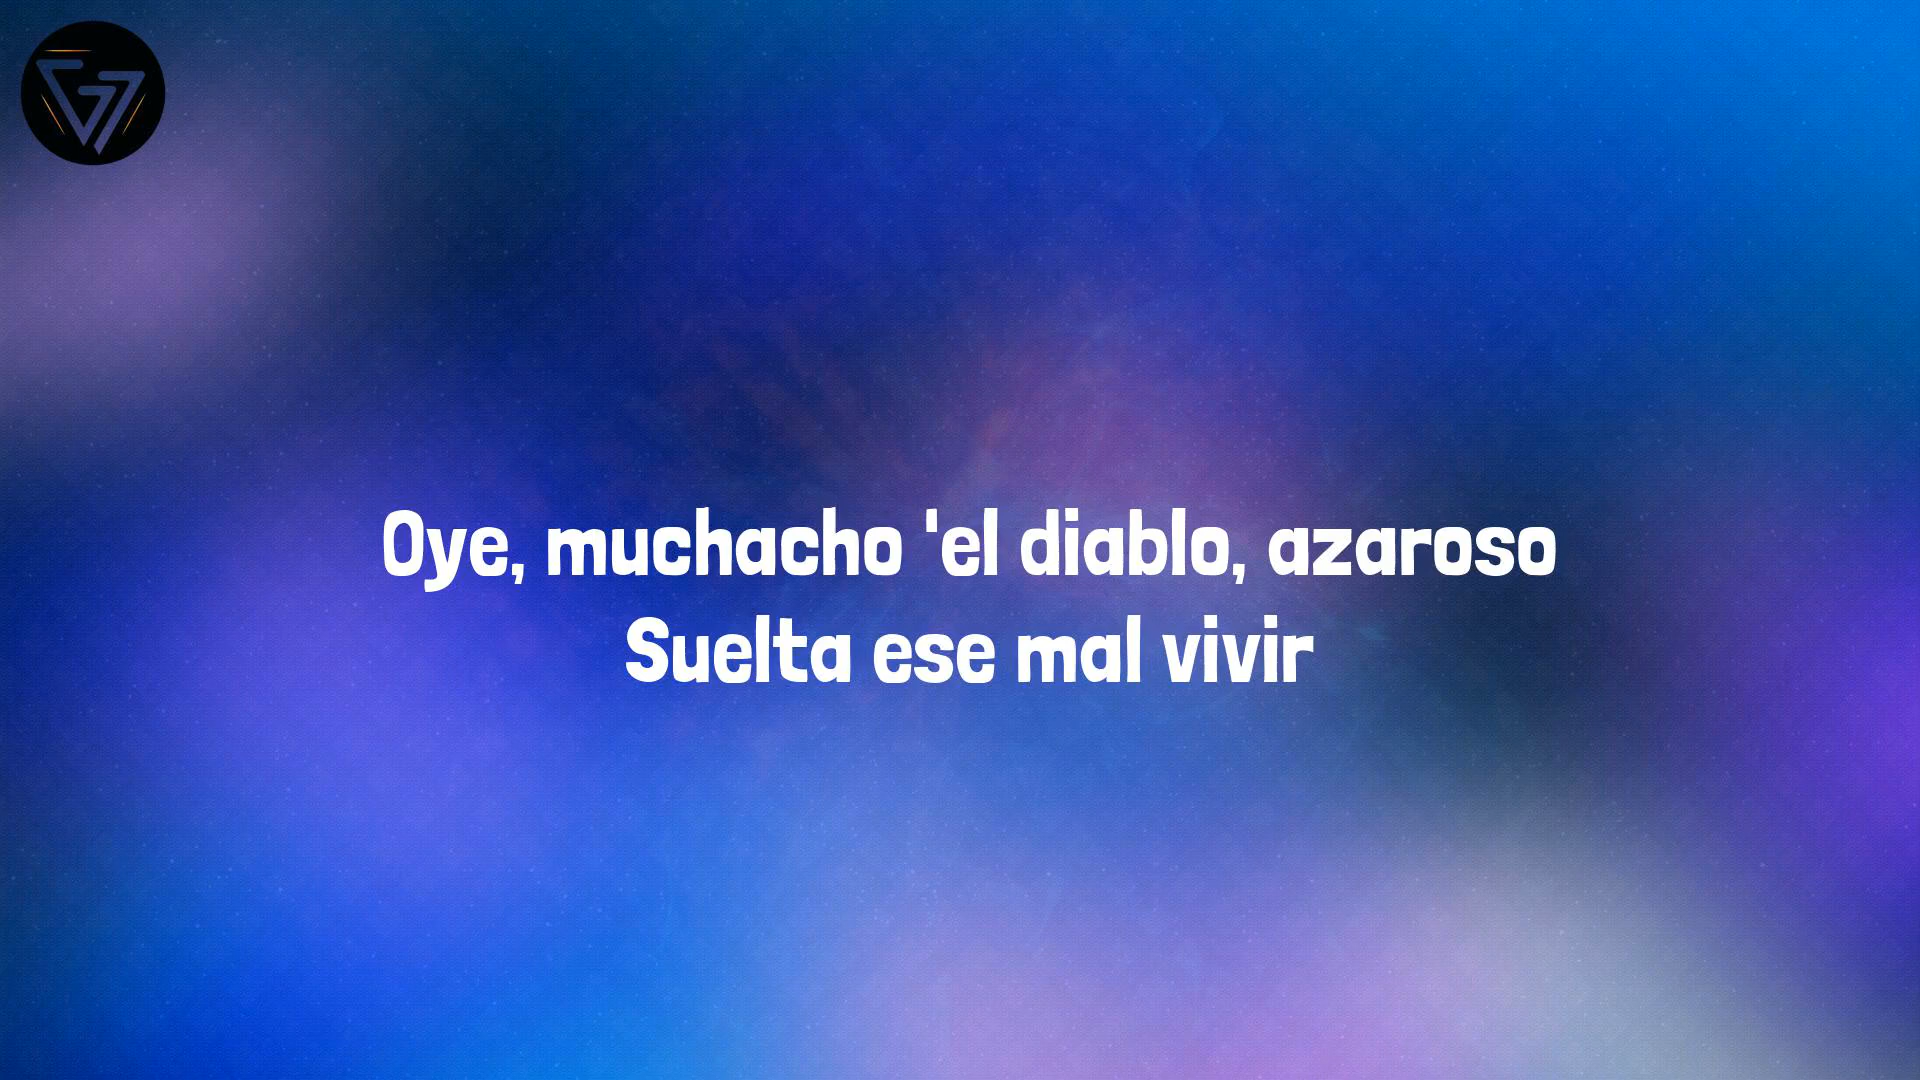 Oye, muchacho 'el diablo, azaroso
Suelta ese mal vivir